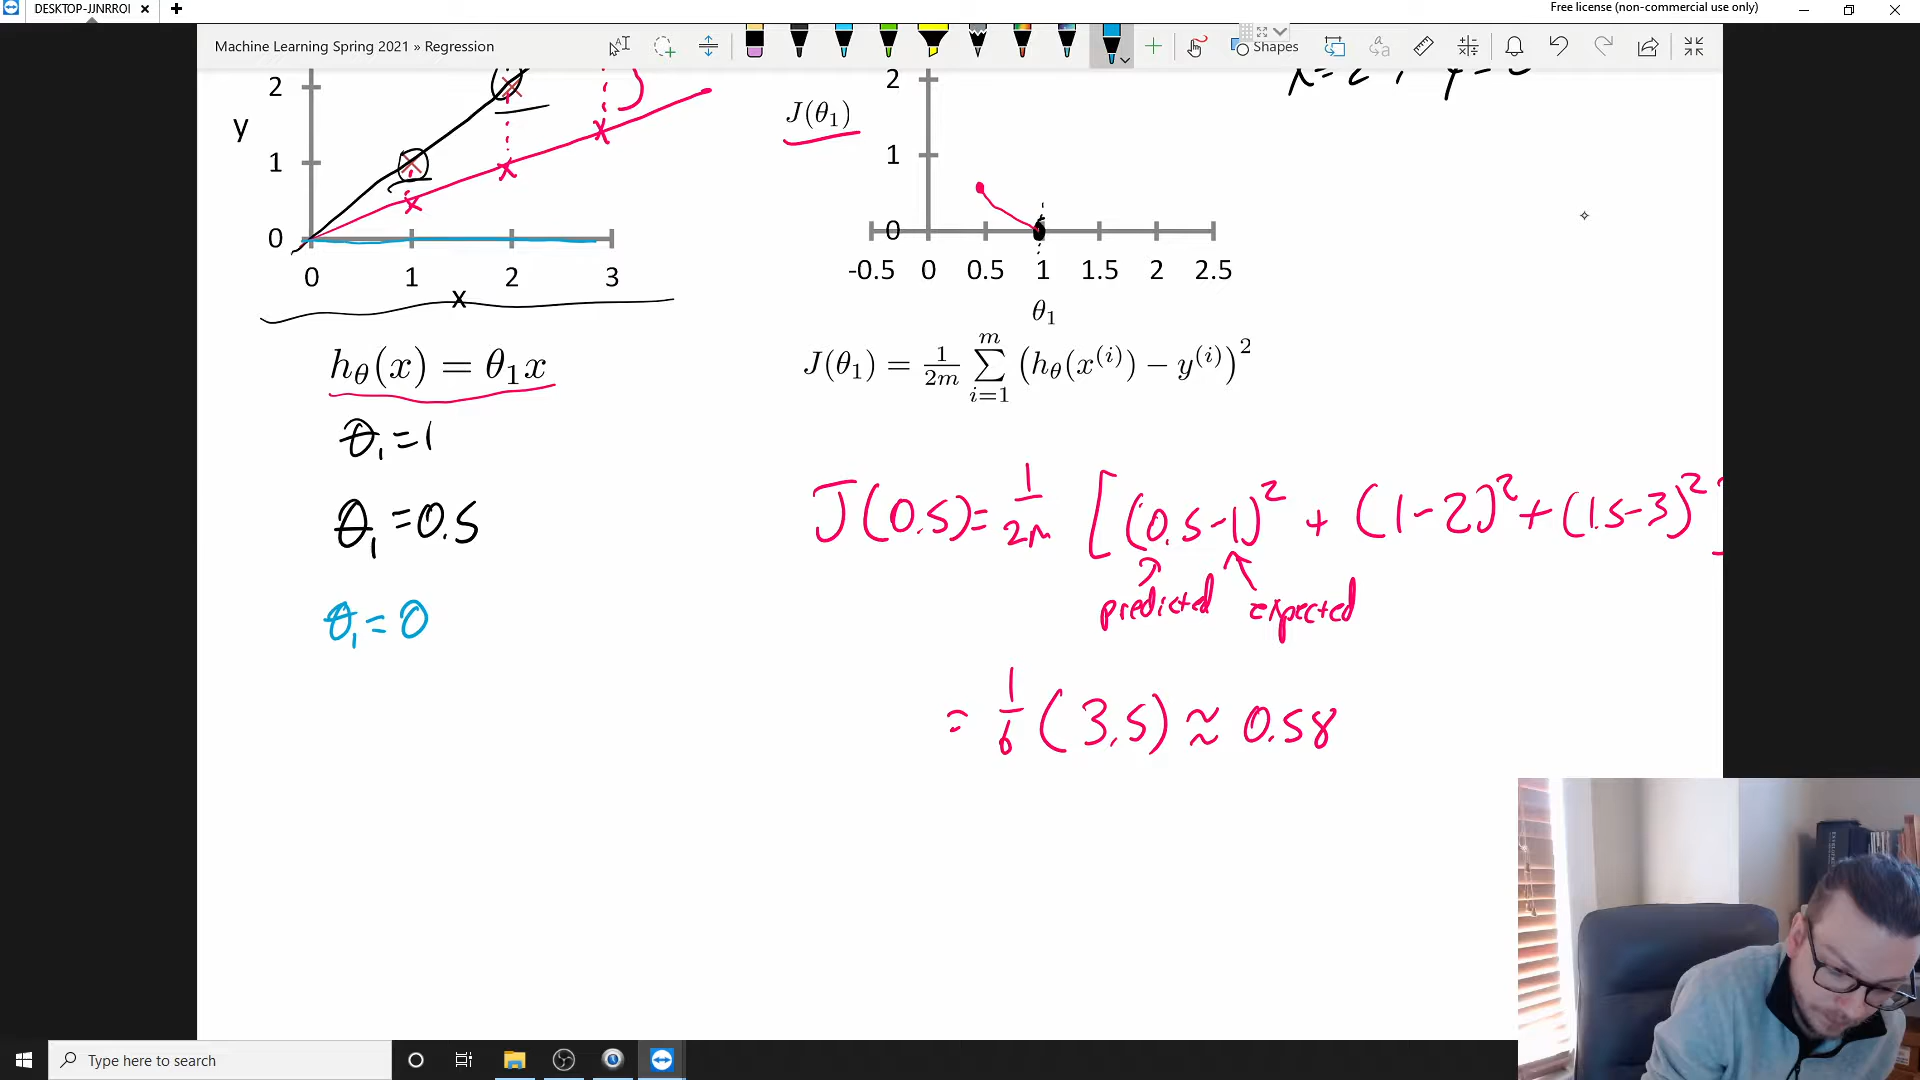 DESKTOP-JJNRROI
Free license (non-commercial use only)
Machine Learning Spring 2021 » Regression
Shapes
2
y
1
0
0 1 2 3
x
J(θ₁)
2
1
0
-0.5 0 0.5 1 1.5 2 2.5
θ₁
h_θ(x) = θ₁x
J(θ₁) = 1/2m ∑_{i=1}^{m} (h_θ(x^(i)) − y^(i))²
θ₁ = 1
θ₁ = 0.5
θ₁ = 0
J(0.5) = 1/2m [(0.5-1)² + (1-2)² + (1.5-3)²]
predicted expected
= 1/6 (3.5) ≈ 0.58
Type here to search